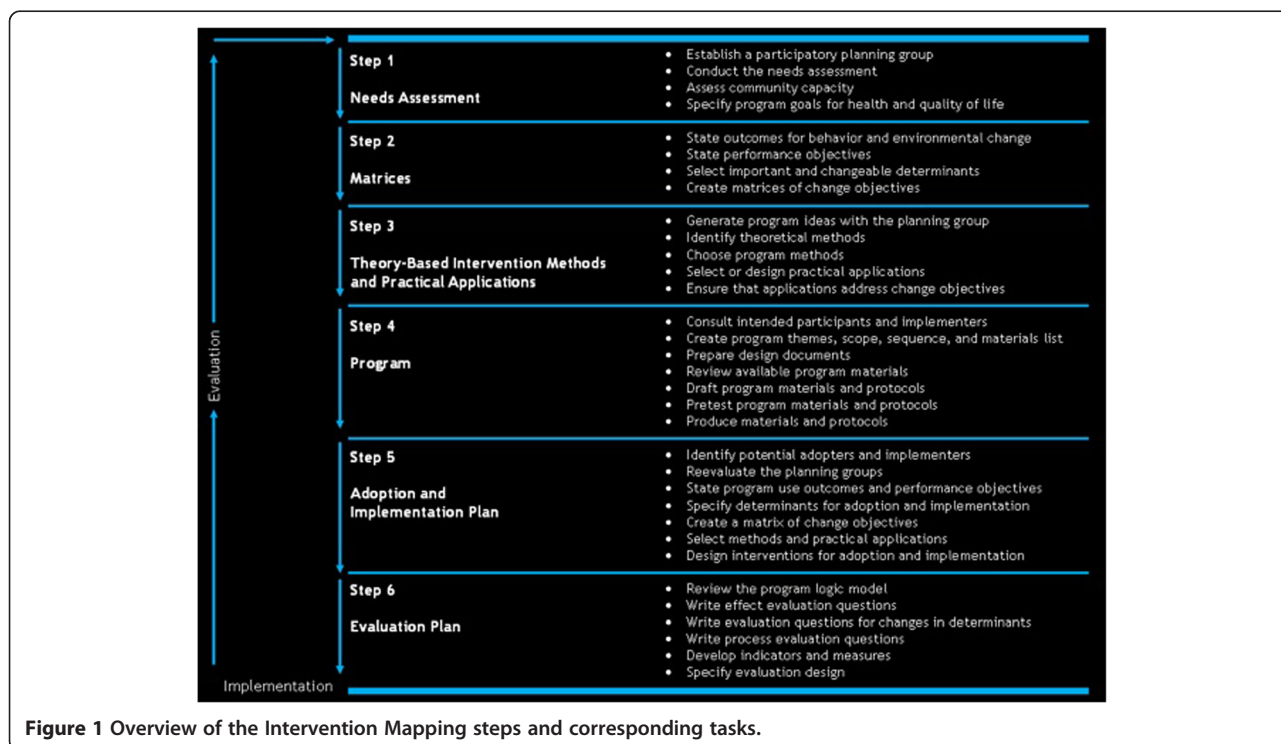 Step 1
Needs Assessment
• Establish a participatory planning group
• Conduct the needs assessment
• Assess community capacity
• Specify program goals for health and quality of life
Step 2
Matrices
• State outcomes for behavior and environmental change
• State performance objectives
• Select important and changeable determinants
• Create matrices of change objectives
Step 3
Theory-Based Intervention Methods
and Practical Applications
• Generate program ideas with the planning group
• Identify theoretical methods
• Choose program methods
• Select or design practical applications
• Ensure that applications address change objectives
Step 4
Program
• Consult intended participants and implementers
• Create program themes, scope, sequence, and materials list
• Prepare design documents
• Review available program materials
• Draft program materials and protocols
• Pretest program materials and protocols
• Produce materials and protocols
Step 5
Adoption and
Implementation Plan
• Identify potential adopters and implementers
• Reevaluate the planning groups
• State program use outcomes and performance objectives
• Specify determinants for adoption and implementation
• Create a matrix of change objectives
• Select methods and practical applications
• Design interventions for adoption and implementation
Step 6
Evaluation Plan
• Review the program logic model
• Write effect evaluation questions
• Write evaluation questions for changes in determinants
• Write process evaluation questions
• Develop indicators and measures
• Specify evaluation design
Evaluation
Implementation
Figure 1 Overview of the Intervention Mapping steps and corresponding tasks.